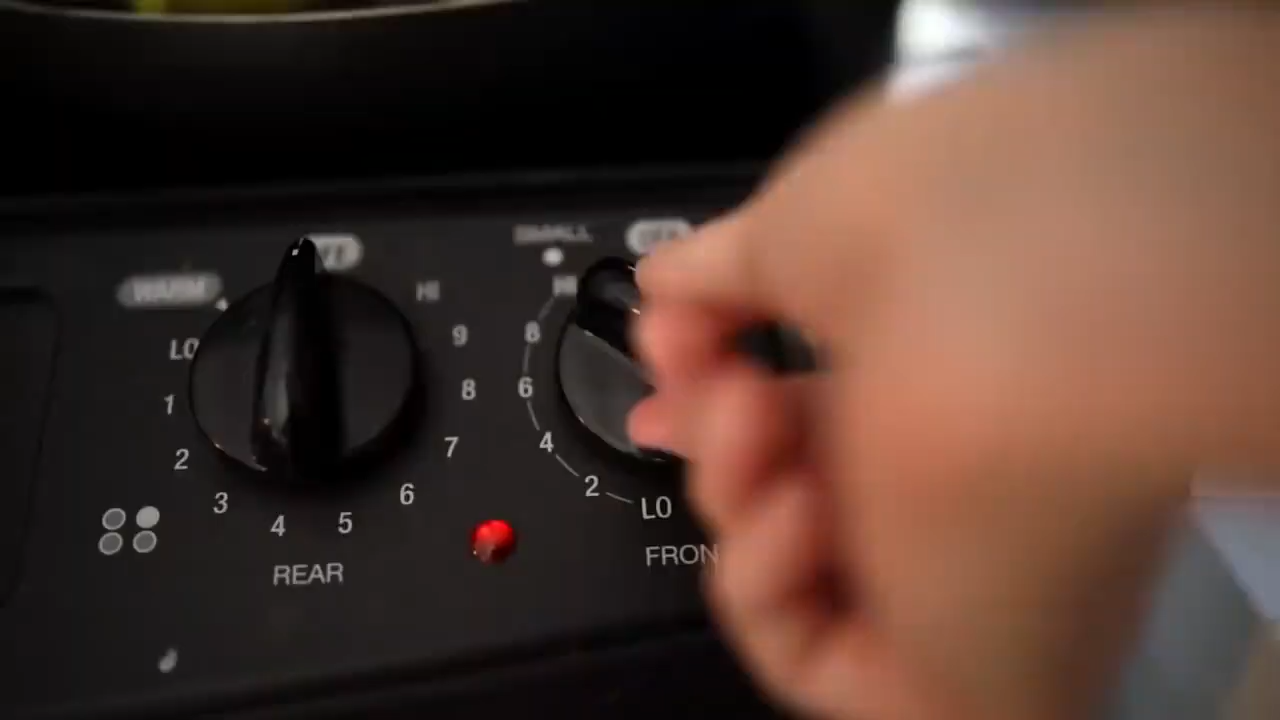 SMALL OFF
WARM
HI HI
LO 9 8
1 8 6
2 7 4
3 4 5 6 2 LO
REAR FRON